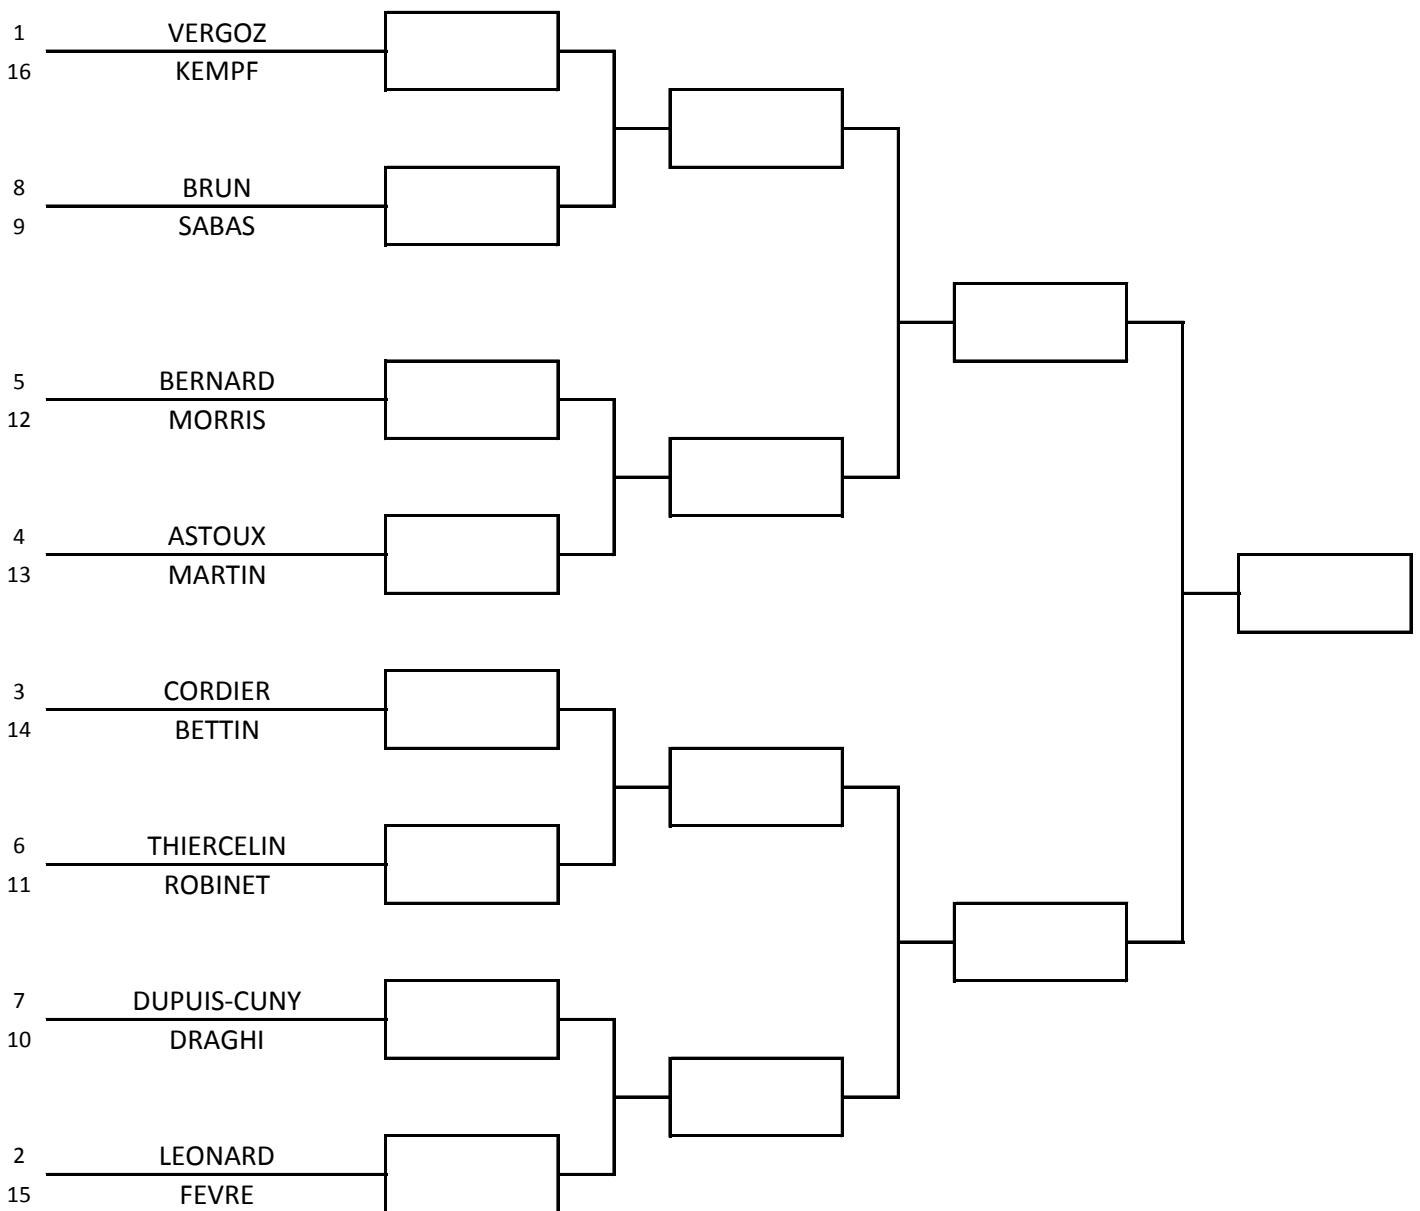 1 VERGOZ
16 KEMPF
8 BRUN
9 SABAS
5 BERNARD
12 MORRIS
4 ASTOUX
13 MARTIN
3 CORDIER
14 BETTIN
6 THIERCELIN
11 ROBINET
7 DUPUIS-CUNY
10 DRAGHI
2 LEONARD
15 FEVRE